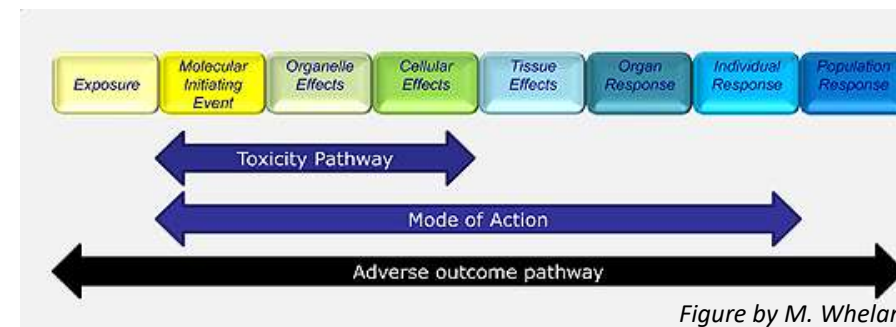 Exposure
Molecular
Initiating
Event
Organelle
Effects
Cellular
Effects
Tissue
Effects
Organ
Response
Individual
Response
Population
Response
Toxicity Pathway
Mode of Action
Adverse outcome pathway
Figure by M. Whelan